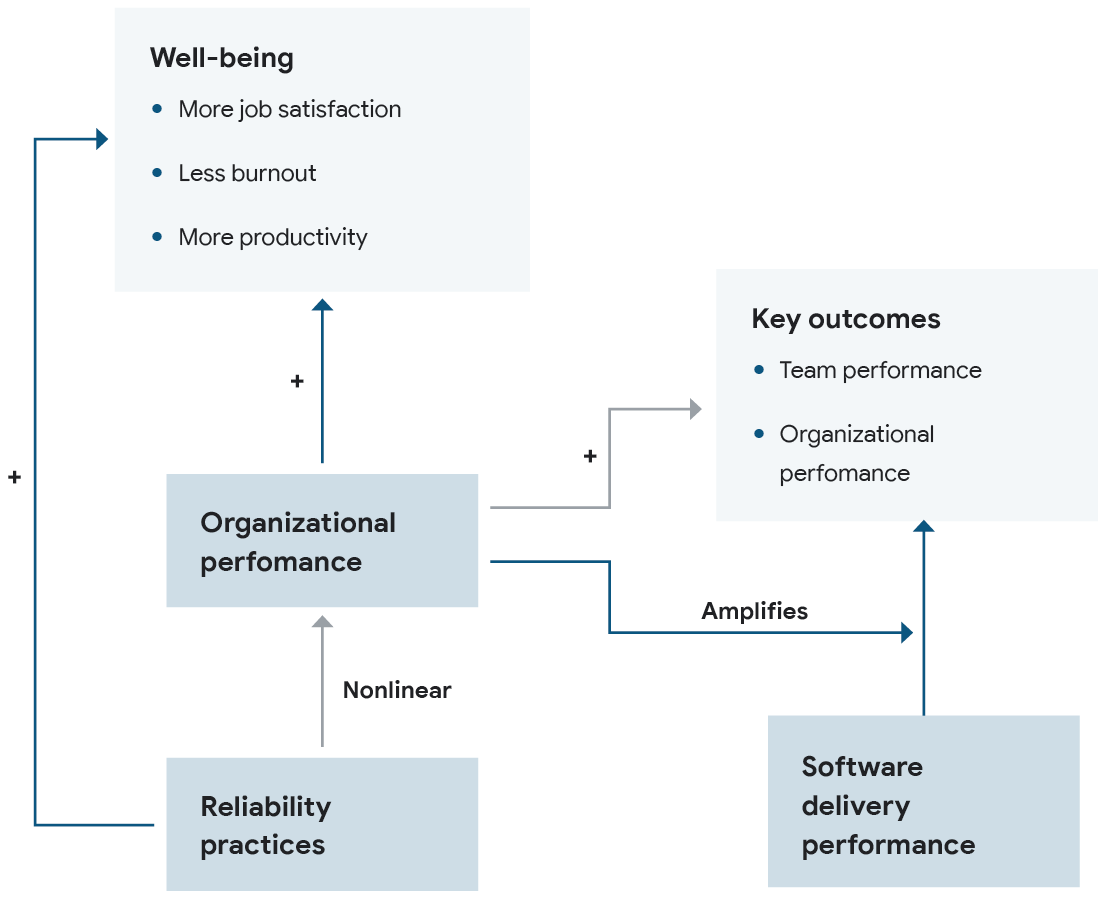 Well-being
• More job satisfaction
• Less burnout
• More productivity
Key outcomes
• Team performance
• Organizational
perfomance
+
+
+
Organizational
perfomance
Amplifies
Nonlinear
Reliability
practices
Software
delivery
performance